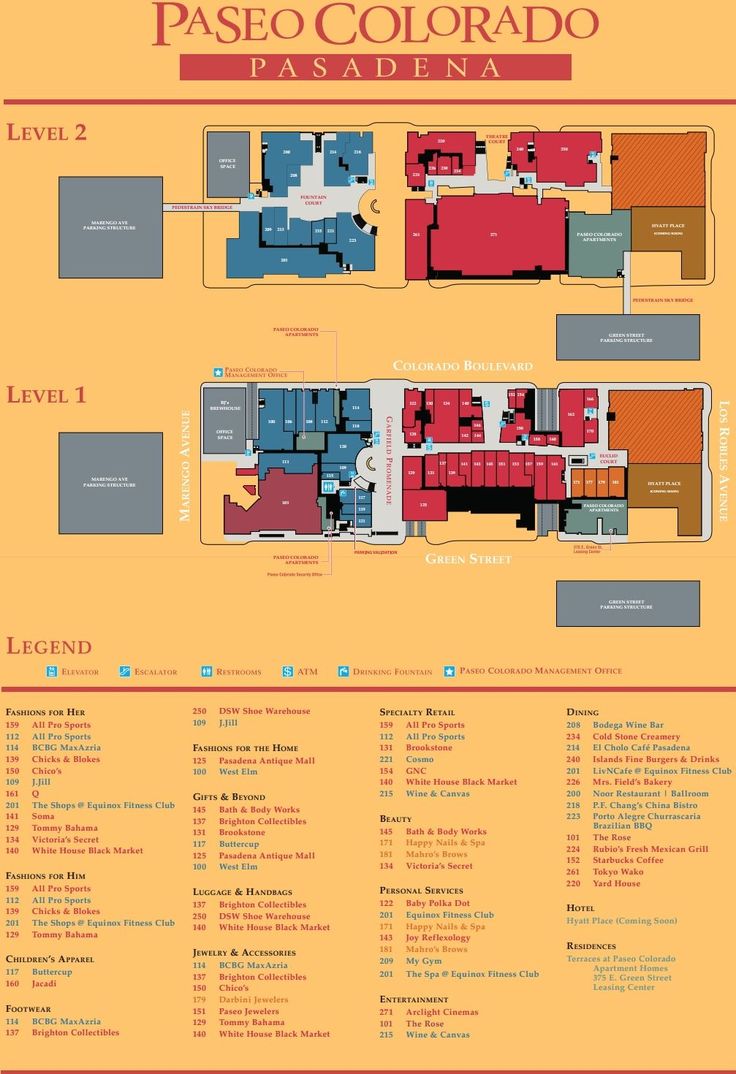 PASEO COLORADO
PASADENA
LEVEL 2
OFFICE
SPACE
MARENGO AVE
PARKING STRUCTURE
PEDESTRAIN SKY BRIDGE
FOUNTAIN
COURT
THEATRE
COURT
200
208
214
218
209
213
215
221
223
201
220
240
250
261
271
PASEO COLORADO
APARTMENTS
HYATT PLACE
(COMING SOON)
PEDESTRAIN SKY BRIDGE
GREEN STREET
PARKING STRUCTURE
PASEO COLORADO
APARTMENTS
COLORADO BOULEVARD
PASEO COLORADO
MANAGEMENT OFFICE
LEVEL 1
BJ's
BREWHOUSE
OFFICE
SPACE
MARENGO AVE
PARKING STRUCTURE
MARENGO AVENUE
GARFIELD PROMENADE
LOS ROBLES AVENUE
EUCLID
COURT
HYATT PLACE
(COMING SOON)
PASEO COLORADO
APARTMENTS
375 E. Green St.
Leasing Center
PASEO COLORADO
APARTMENTS
Paseo Colorado Security Office
PARKING VALIDATION
GREEN STREET
GREEN STREET
PARKING STRUCTURE
LEGEND
ELEVATOR
ESCALATOR
RESTROOMS
ATM
DRINKING FOUNTAIN
PASEO COLORADO MANAGEMENT OFFICE
FASHIONS FOR HER
159 All Pro Sports
112 All Pro Sports
114 BCBG MaxAzria
139 Chicks & Blokes
150 Chico's
109 J.Jill
161 Q
201 The Shops @ Equinox Fitness Club
141 Soma
129 Tommy Bahama
134 Victoria's Secret
140 White House Black Market
FASHIONS FOR HIM
159 All Pro Sports
112 All Pro Sports
139 Chicks & Blokes
201 The Shops @ Equinox Fitness Club
129 Tommy Bahama
CHILDREN'S APPAREL
117 Buttercup
160 Jacadi
FOOTWEAR
114 BCBG MaxAzria
137 Brighton Collectibles
250 DSW Shoe Warehouse
109 J.Jill
FASHIONS FOR THE HOME
125 Pasadena Antique Mall
100 West Elm
GIFTS & BEYOND
145 Bath & Body Works
137 Brighton Collectibles
131 Brookstone
117 Buttercup
125 Pasadena Antique Mall
100 West Elm
LUGGAGE & HANDBAGS
137 Brighton Collectibles
250 DSW Shoe Warehouse
140 White House Black Market
JEWELRY & ACCESSORIES
114 BCBG MaxAzria
137 Brighton Collectibles
150 Chico's
179 Darbini Jewelers
151 Paseo Jewelers
129 Tommy Bahama
140 White House Black Market
SPECIALTY RETAIL
159 All Pro Sports
112 All Pro Sports
131 Brookstone
221 Cosmo
154 GNC
140 White House Black Market
215 Wine & Canvas
BEAUTY
145 Bath & Body Works
171 Happy Nails & Spa
181 Mahro's Brows
134 Victoria's Secret
PERSONAL SERVICES
122 Baby Polka Dot
201 Equinox Fitness Club
171 Happy Nails & Spa
143 Joy Reflexology
181 Mahro's Brows
209 My Gym
201 The Spa @ Equinox Fitness Club
ENTERTAINMENT
271 Arclight Cinemas
101 The Rose
215 Wine & Canvas
DINING
208 Bodega Wine Bar
234 Cold Stone Creamery
214 El Cholo Café Pasadena
240 Islands Fine Burgers & Drinks
201 LivNCafe @ Equinox Fitness Club
226 Mrs. Field's Bakery
200 Noor Restaurant | Ballroom
218 P.F. Chang's China Bistro
223 Porto Alegre Churrascaria
Brazilian BBQ
101 The Rose
224 Rubio's Fresh Mexican Grill
152 Starbucks Coffee
261 Tokyo Wako
220 Yard House
HOTEL
Hyatt Place (Coming Soon)
RESIDENCES
Terraces at Paseo Colorado
Apartment Homes
375 E. Green Street
Leasing Center